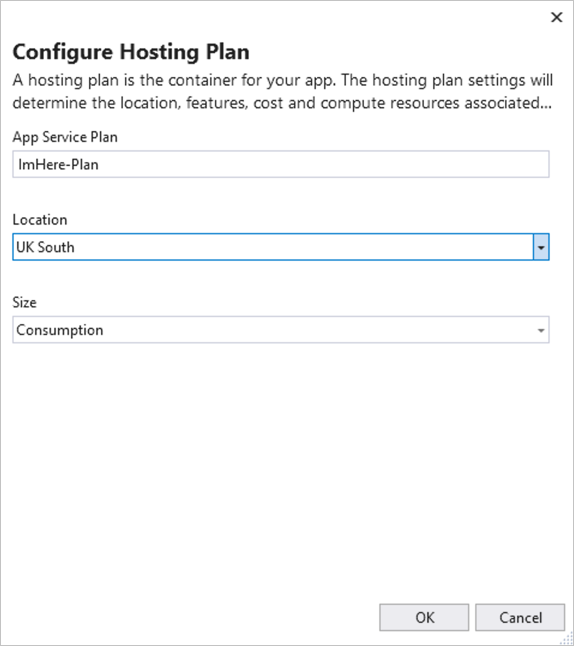 Configure Hosting Plan
A hosting plan is the container for your app. The hosting plan settings will
determine the location, features, cost and compute resources associated...
App Service Plan
ImHere-Plan
Location
UK South
Size
Consumption
OK Cancel